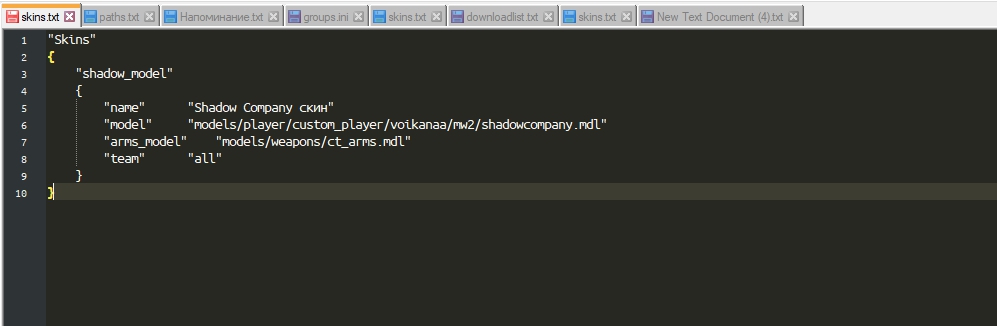 skins.txt paths.txt Напоминание.txt groups.ini skins.txt downloadlist.txt skins.txt New Text Document (4).txt
1 "Skins"
2 {
3 "shadow_model"
4 {
5 "name" "Shadow Company скин"
6 "model" "models/player/custom_player/voikanaa/mw2/shadowcompany.mdl"
7 "arms_model" "models/weapons/ct_arms.mdl"
8 "team" "all"
9 }
10 }